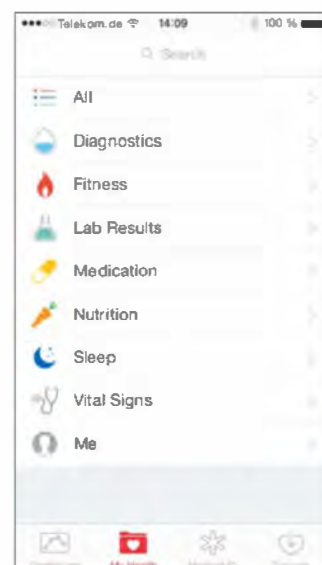 Telekom.de 14:09 100 %
Search
All
Diagnostics
Fitness
Lab Results
Medication
Nutrition
Sleep
Vital Signs
Me